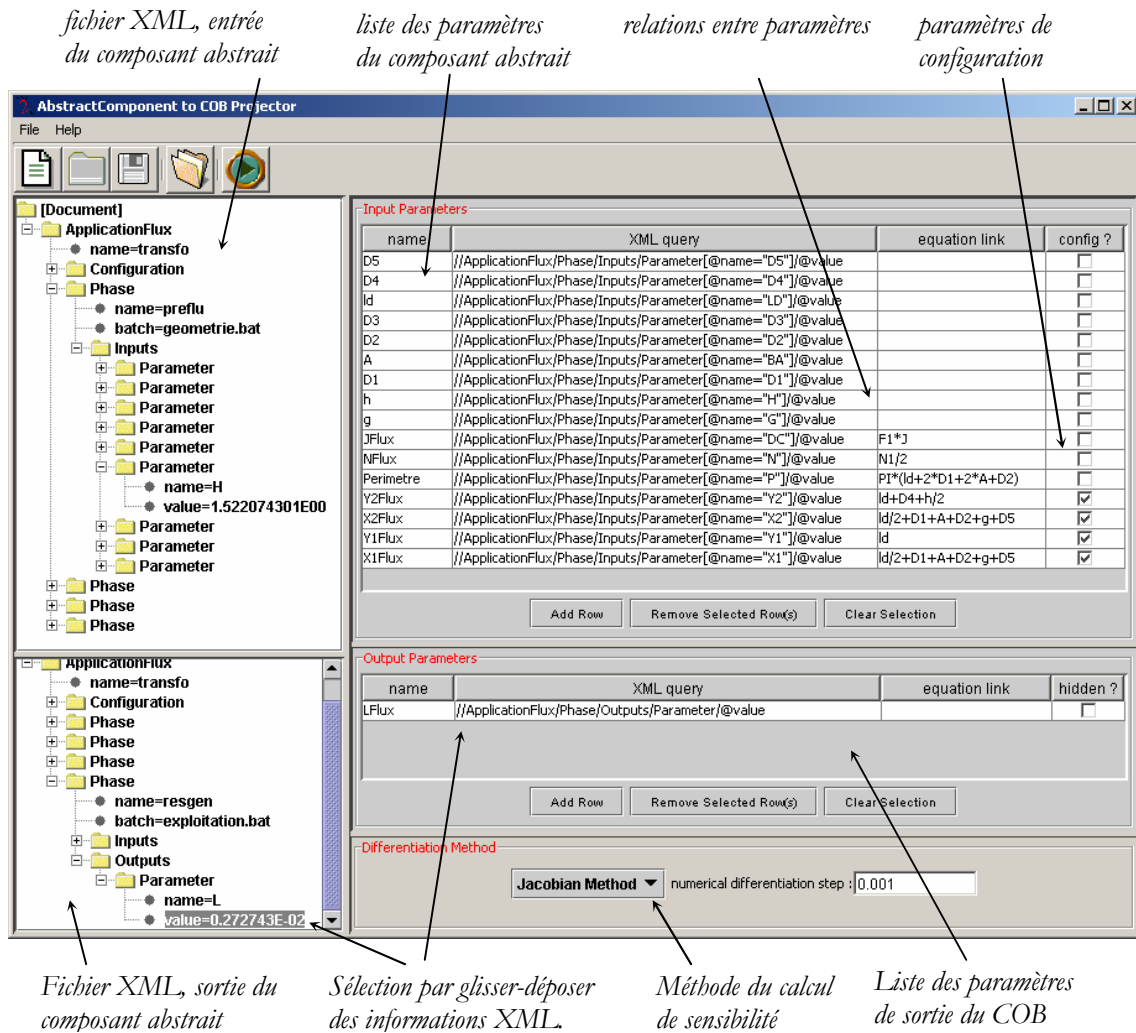 fichier XML, entrée
du composant abstrait
liste des paramètres
du composant abstrait
relations entre paramètres
paramètres de
configuration
AbstractComponent to COB Projector
File Help
[Document]
ApplicationFlux
name=transfo
Configuration
Phase
name=preflu
batch=geometrie.bat
Inputs
Parameter
Parameter
Parameter
Parameter
Parameter
Parameter
name=H
value=1.522074301E00
Parameter
Parameter
Parameter
Phase
Phase
Phase
Input Parameters
name XML query equation link config ?
D5 //ApplicationFlux/Phase/Inputs/Parameter[@name="D5"]/@value
D4 //ApplicationFlux/Phase/Inputs/Parameter[@name="D4"]/@value
ld //ApplicationFlux/Phase/Inputs/Parameter[@name="LD"]/@value
D3 //ApplicationFlux/Phase/Inputs/Parameter[@name="D3"]/@value
D2 //ApplicationFlux/Phase/Inputs/Parameter[@name="D2"]/@value
A //ApplicationFlux/Phase/Inputs/Parameter[@name="BA"]/@value
D1 //ApplicationFlux/Phase/Inputs/Parameter[@name="D1"]/@value
h //ApplicationFlux/Phase/Inputs/Parameter[@name="H"]/@value
g //ApplicationFlux/Phase/Inputs/Parameter[@name="G"]/@value
JFlux //ApplicationFlux/Phase/Inputs/Parameter[@name="DC"]/@value F1*J
NFlux //ApplicationFlux/Phase/Inputs/Parameter[@name="N"]/@value N1/2
Perimetre //ApplicationFlux/Phase/Inputs/Parameter[@name="P"]/@value PI*(ld+2*D1+2*A+D2)
Y2Flux //ApplicationFlux/Phase/Inputs/Parameter[@name="Y2"]/@value ld+D4+h/2
X2Flux //ApplicationFlux/Phase/Inputs/Parameter[@name="X2"]/@value ld/2+D1+A+D2+g+D5
Y1Flux //ApplicationFlux/Phase/Inputs/Parameter[@name="Y1"]/@value ld
X1Flux //ApplicationFlux/Phase/Inputs/Parameter[@name="X1"]/@value ld/2+D1+A+D2+g+D5
Add Row Remove Selected Row(s) Clear Selection
ApplicationFlux
name=transfo
Configuration
Phase
Phase
Phase
Phase
name=resgen
batch=exploitation.bat
Inputs
Outputs
Parameter
name=L
value=0.272743E-02
Output Parameters
name XML query equation link hidden ?
LFlux //ApplicationFlux/Phase/Outputs/Parameter/@value
Add Row Remove Selected Row(s) Clear Selection
Differentiation Method
Jacobian Method numerical differentiation step : 0.001
Fichier XML, sortie du
composant abstrait
Sélection par glisser-déposer
des informations XML.
Méthode du calcul
de sensibilité
Liste des paramètres
de sortie du COB